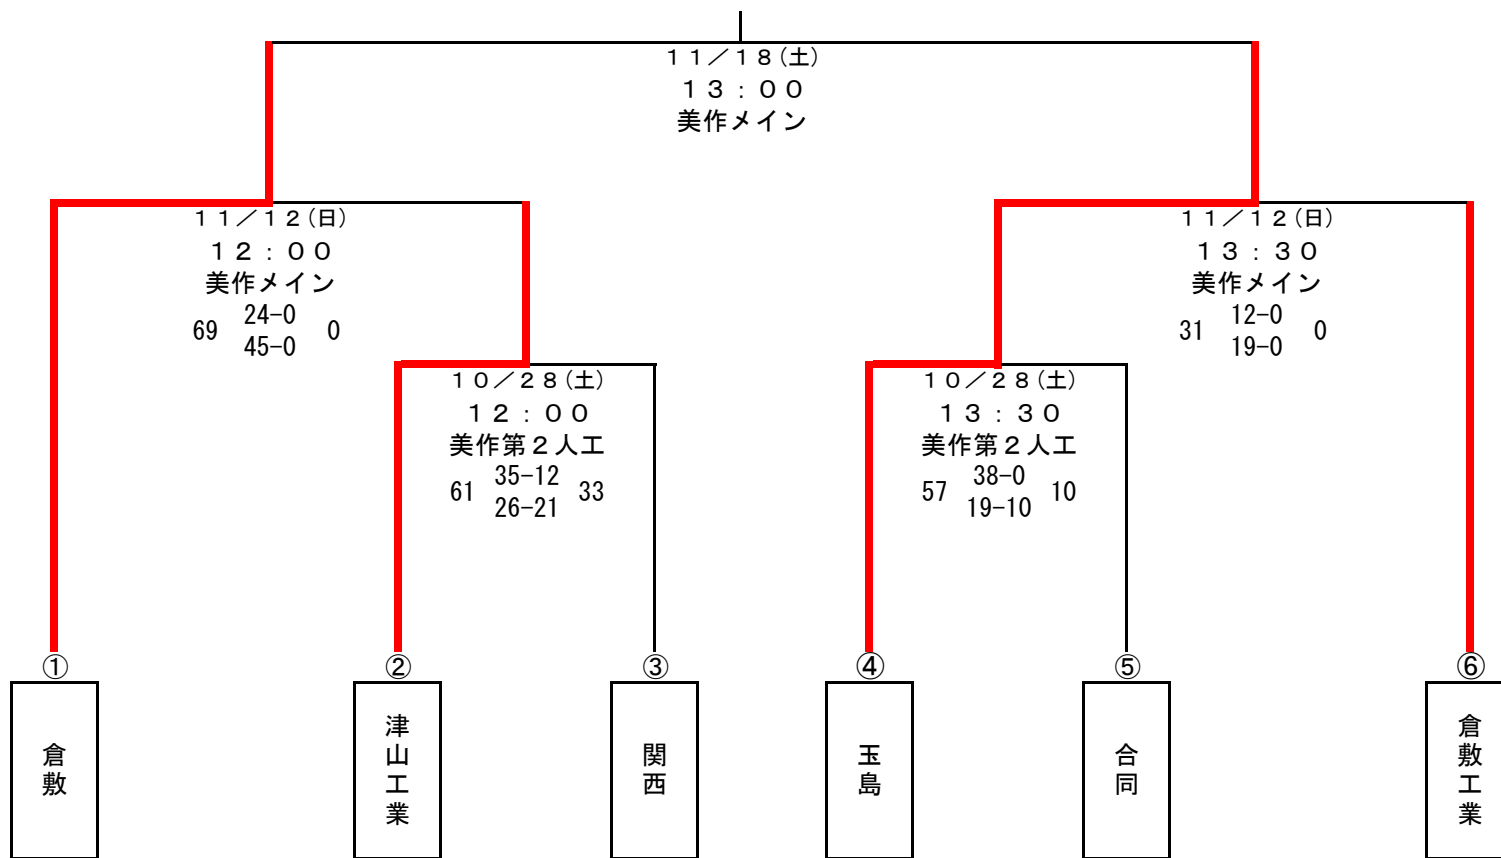 １１／１８(土)
１３：００
美作メイン
１１／１２(日)
１２：００
美作メイン
69 24-0 0
45-0
１１／１２(日)
１３：３０
美作メイン
31 12-0 0
19-0
１０／２８(土)
１２：００
美作第２人工
61 35-12 33
26-21
１０／２８(土)
１３：３０
美作第２人工
57 38-0 10
19-10
① ② ③ ④ ⑤ ⑥
倉敷
津山工業
関西
玉島
合同
倉敷工業